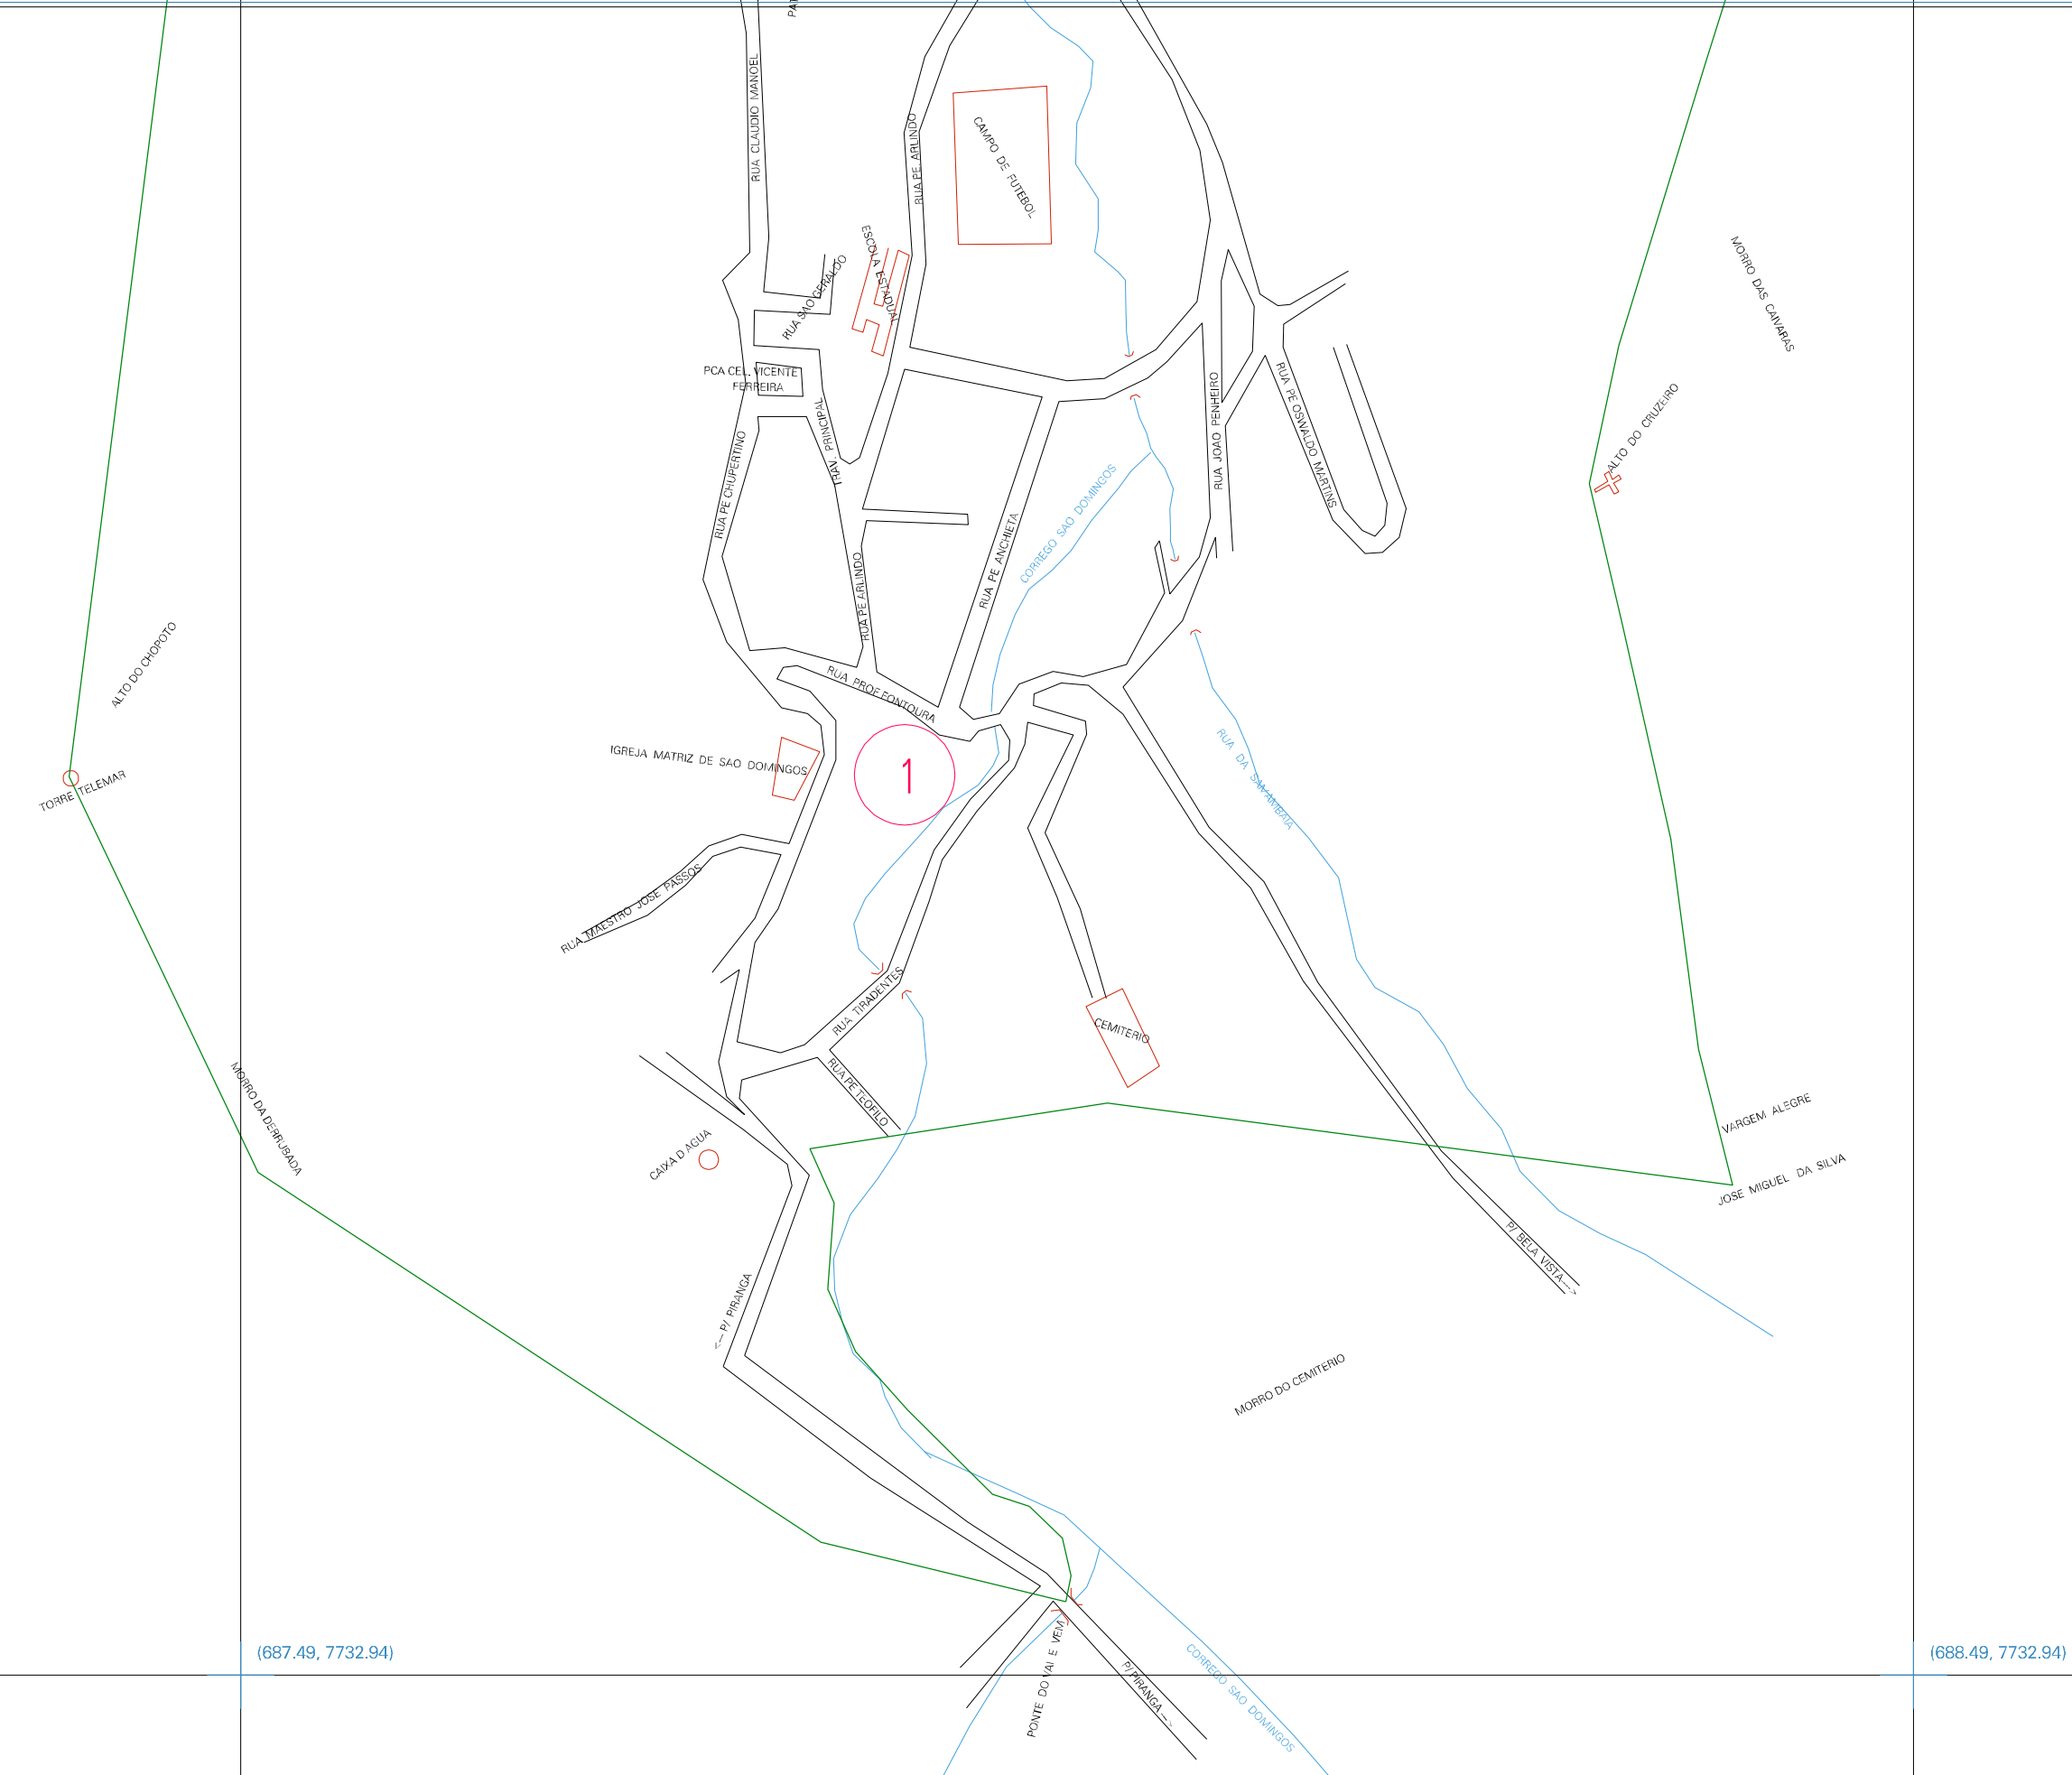 PAT
RUA CLAUDIO MANOEL
RUA PE. ARLINDO
CAMPO DE FUTEBOL
ESCOLA ESTADUAL
RUA SAO GERALDO
MORRO DAS CAIVARAS
PCA CEL. VICENTE
FERREIRA
TRAV. PRINCIPAL
RUA JOAO PENHEIRO
RUA PE OSWALDO MARTINS
ALTO DO CRUZEIRO
RUA PE CHUPERTINO
CORREGO SAO DOMINGOS
RUA PE ANCHIETA
RUA PE ARLINDO
ALTO DO CHOPOTO
RUA PROF FONTOURA
IGREJA MATRIZ DE SAO DOMINGOS
1
RUA DA SAMAMBAIA
TORRE TELEMAR
RUA MAESTRO JOSE PASSOS
RUA TIRADENTES
CEMITERIO
RUA PE TEOFILO
MORRO DA DERRUBADA
CAIXA D AGUA
VARGEM ALEGRE
JOSE MIGUEL DA SILVA
P/ BELA VISTA--->
<--- P/ PIRANGA
MORRO DO CEMITERIO
PONTE DO VAI E VEM
P/ PIRANGA --->
CORREGO SAO DOMINGOS
(687.49, 7732.94)
(688.49, 7732.94)